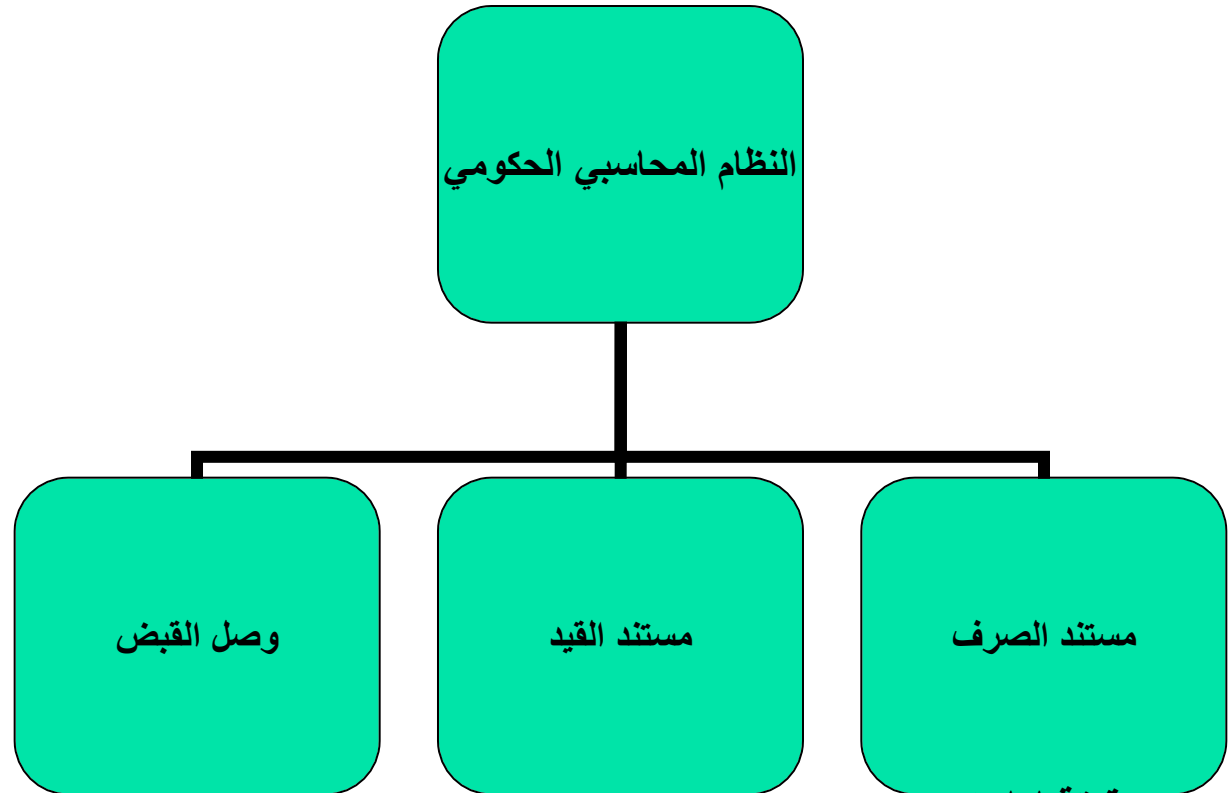 النظام المحاسبي الحكومي
مستند الصرف
مستند القيد
وصل القبض